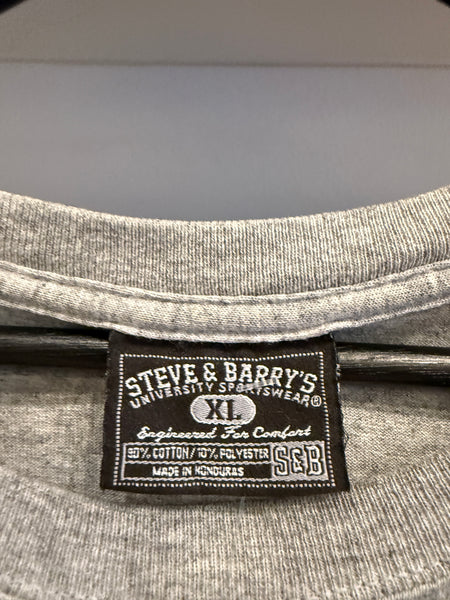 STEVE & BARRY'S
UNIVERSITY SPORTSWEAR®
XL
Engineered For Comfort
90% COTTON / 10% POLYESTER
MADE IN HONDURAS
S&B